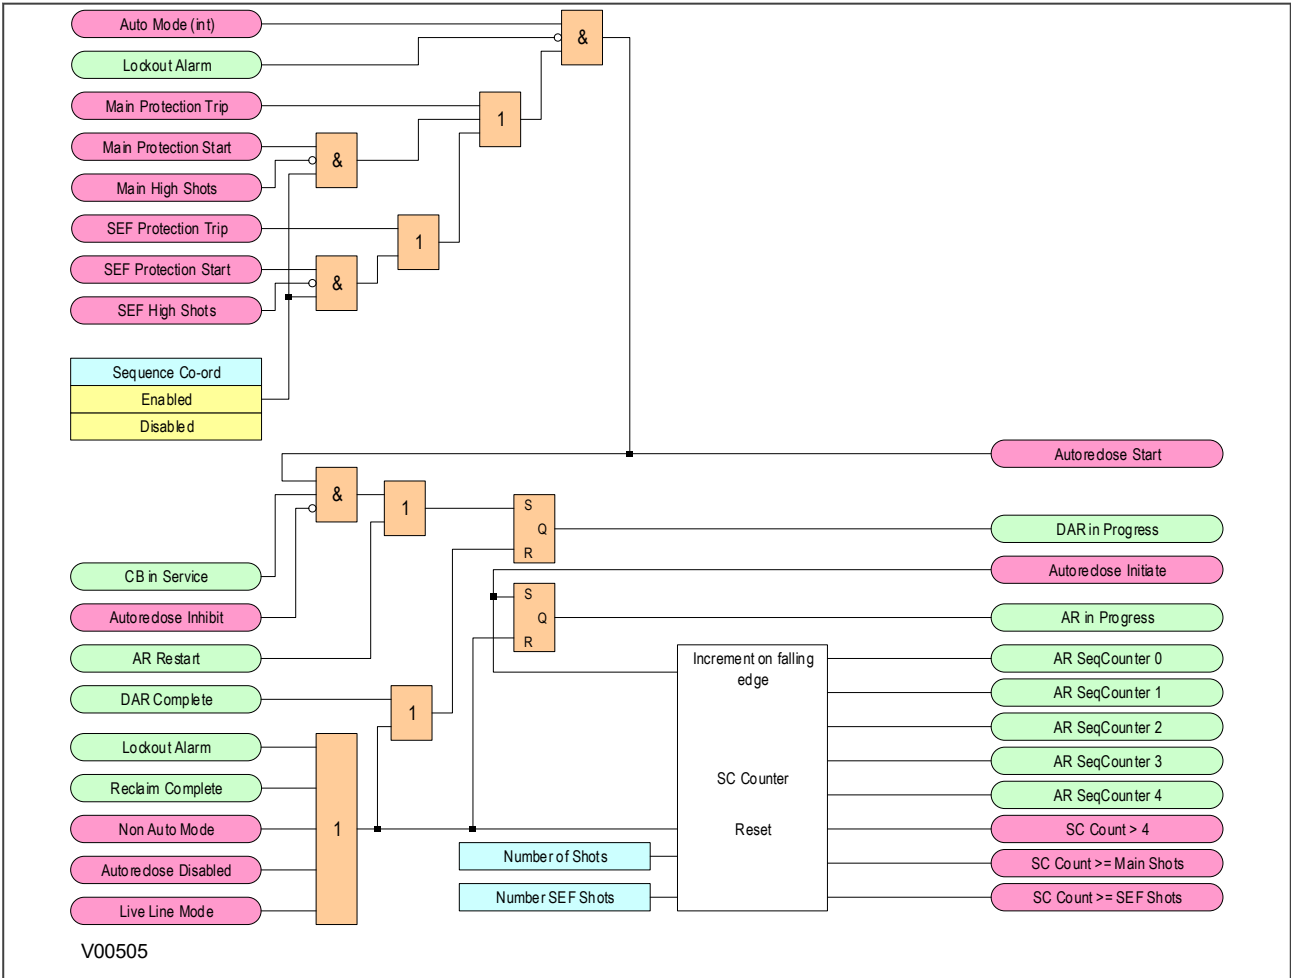 Auto Mode (int)
&
Lockout Alarm
Main Protection Trip
1
Main Protection Start
&
Main High Shots
SEF Protection Trip
1
SEF Protection Start
&
SEF High Shots
Sequence Co-ord
Enabled
Disabled
Autoreclose Start
&
1
S
Q
R
DAR in Progress
CB in Service
Autoreclose Initiate
Autoreclose Inhibit
S
Q
R
AR in Progress
AR Restart
Increment on falling
edge
AR SeqCounter 0
DAR Complete
1
AR SeqCounter 1
AR SeqCounter 2
Lockout Alarm
AR SeqCounter 3
Reclaim Complete
SC Counter
AR SeqCounter 4
Non Auto Mode
1
Reset
SC Count > 4
Number of Shots
SC Count >= Main Shots
Autoreclose Disabled
Number SEF Shots
SC Count >= SEF Shots
Live Line Mode
V00505